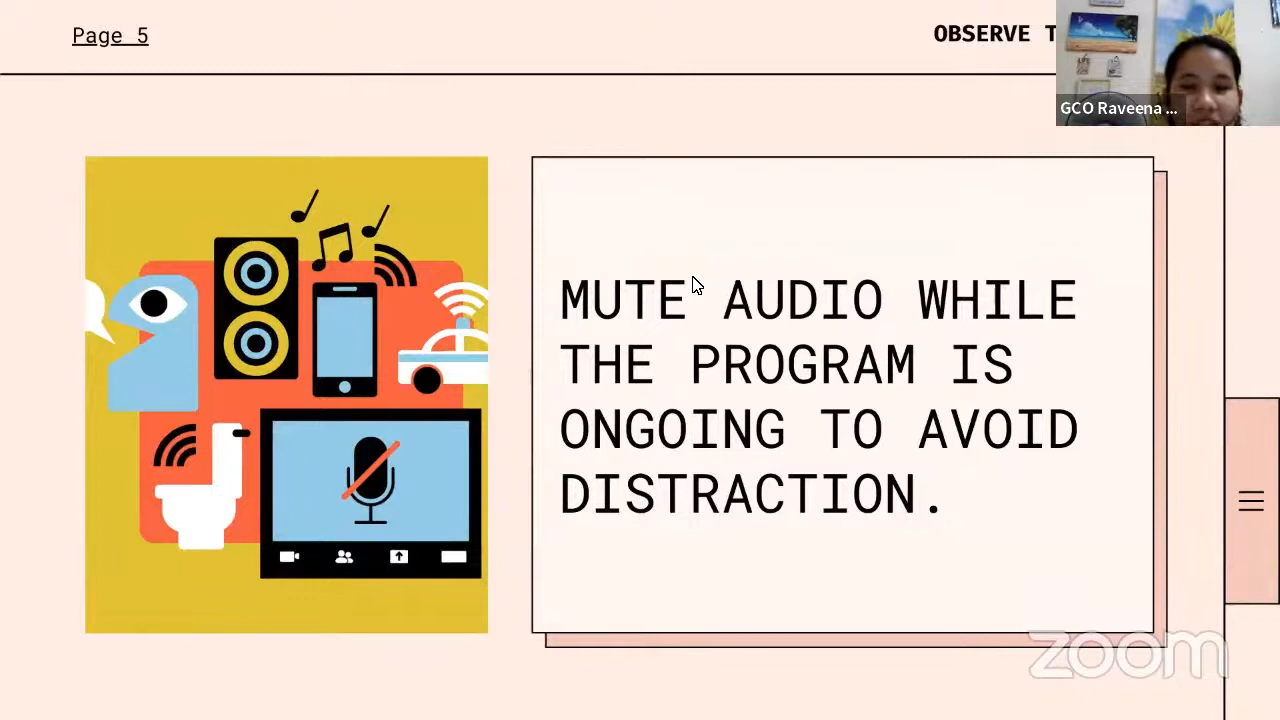 Page 5
OBSERVE T
GCO Raveena ...
MUTE AUDIO WHILE
THE PROGRAM IS
ONGOING TO AVOID
DISTRACTION.
zoom